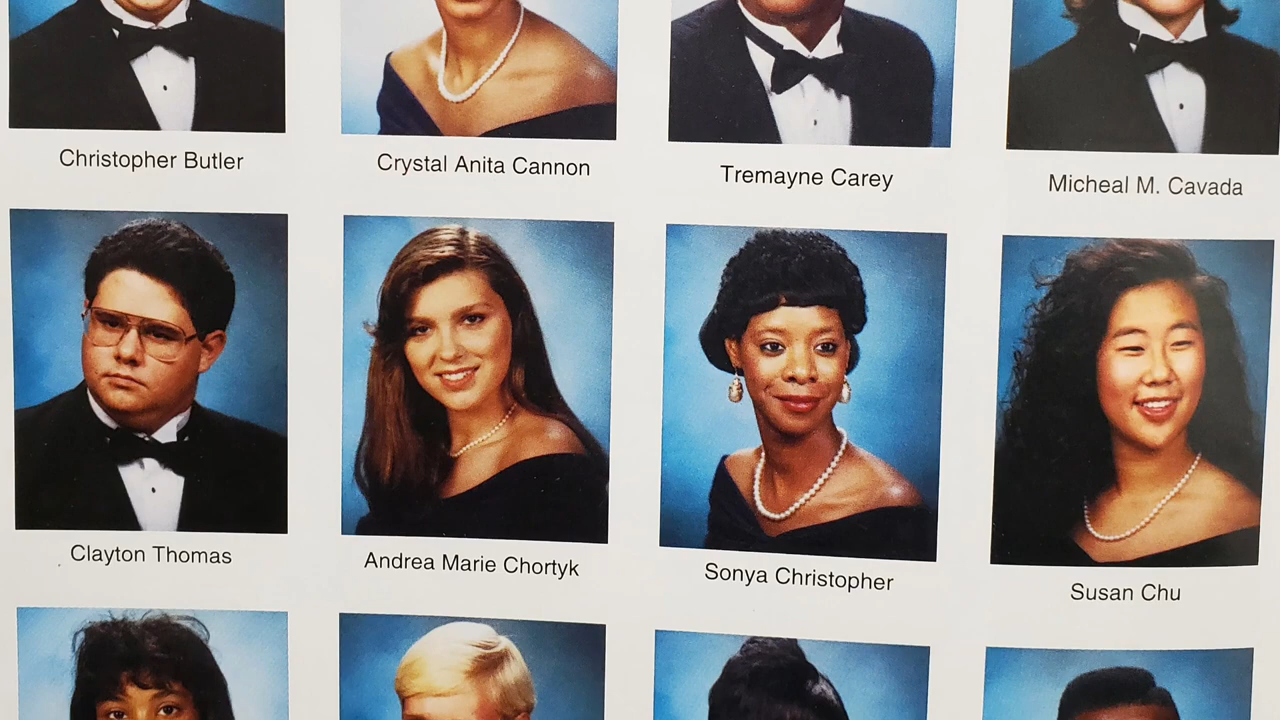 Christopher Butler
Crystal Anita Cannon
Tremayne Carey
Micheal M. Cavada
Clayton Thomas
Andrea Marie Chortyk
Sonya Christopher
Susan Chu